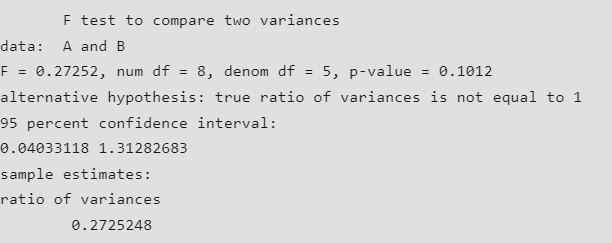 F test to compare two variances
data:  A and B
F = 0.27252, num df = 8, denom df = 5, p-value = 0.1012
alternative hypothesis: true ratio of variances is not equal to 1
95 percent confidence interval:
0.04033118 1.31282683
sample estimates:
ratio of variances
0.2725248